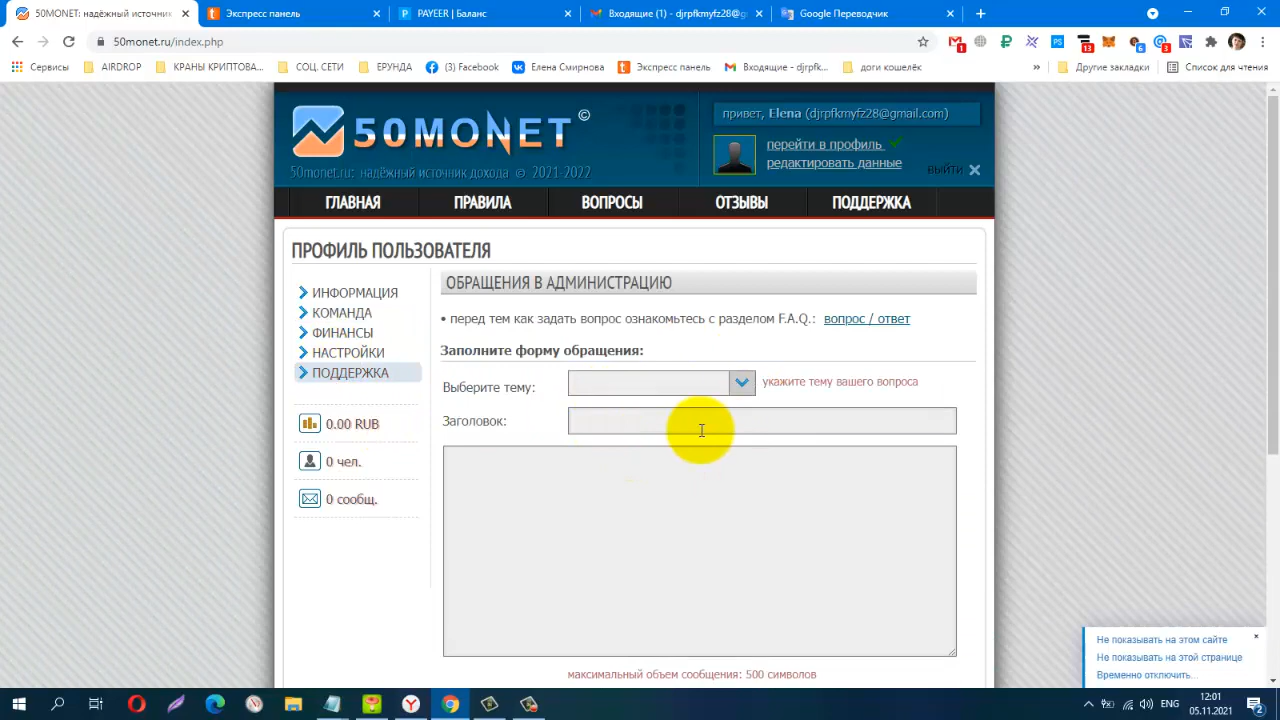 50MONET: надёжный источник
Экспресс панель
PAYEER | Баланс
Входящие (1) - djrpfkmyfz28@g
Google Переводчик
50monet.ru/index.php
1
13
6
3
Сервисы
AIRDROP
КРАНЫ КРИПТОВА...
СОЦ. СЕТИ
ЕРУНДА
(3) Facebook
Елена Смирнова
Экспресс панель
Входящие - djrpfk...
доги кошелёк
»
Другие закладки
Список для чтения
50MONET ©
50monet.ru: надёжный источник дохода © 2021-2022
привет, Elena (djrpfkmyfz28@gmail.com)
перейти в профиль
редактировать данные
выйти
ГЛАВНАЯ
ПРАВИЛА
ВОПРОСЫ
ОТЗЫВЫ
ПОДДЕРЖКА
ПРОФИЛЬ ПОЛЬЗОВАТЕЛЯ
ИНФОРМАЦИЯ
КОМАНДА
ФИНАНСЫ
НАСТРОЙКИ
ПОДДЕРЖКА
0.00 RUB
0 чел.
0 сообщ.
ОБРАЩЕНИЯ В АДМИНИСТРАЦИЮ
• перед тем как задать вопрос ознакомьтесь с разделом F.A.Q.: вопрос / ответ
Заполните форму обращения:
Выберите тему:
укажите тему вашего вопроса
Заголовок:
максимальный объем сообщения: 500 символов
Не показывать на этом сайте
Не показывать на этой странице
Временно отключить...
ENG
12:01
05.11.2021
2